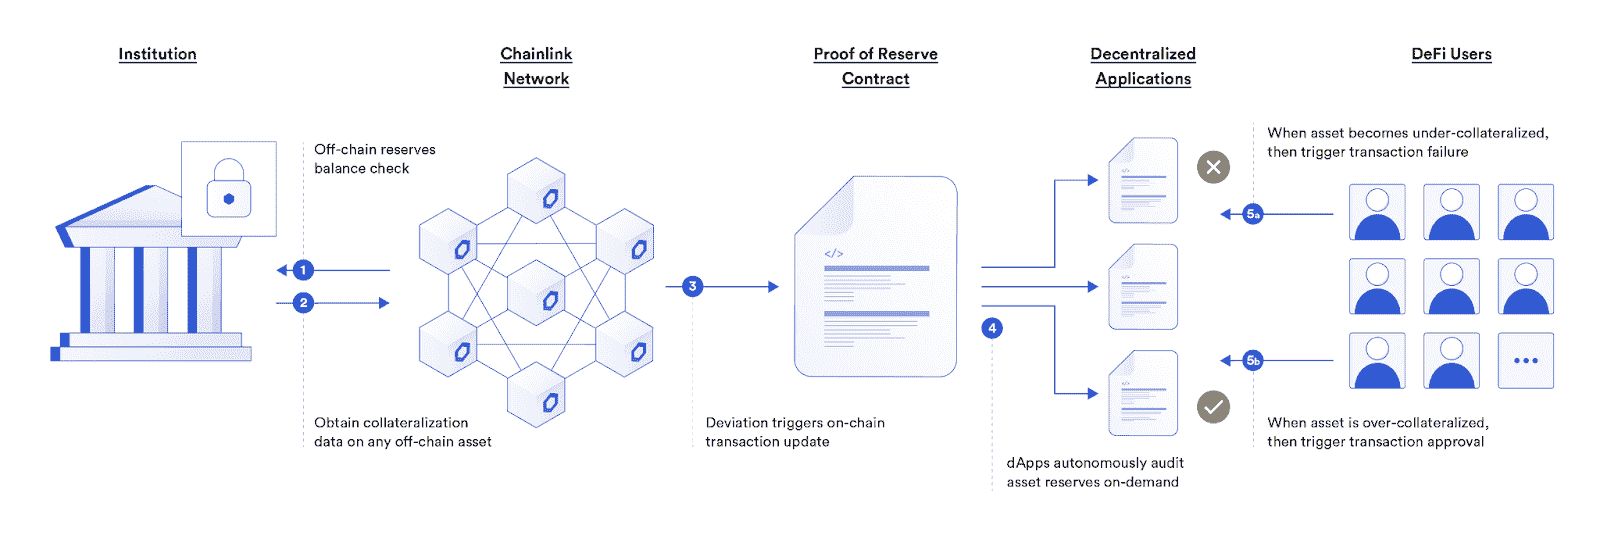 Institution
Chainlink
Network
Proof of Reserve
Contract
Decentralized
Applications
DeFi Users
Off-chain reserves
balance check
1
2
Obtain collateralization
data on any off-chain asset
3
Deviation triggers on-chain
transaction update
</>
4
dApps autonomously audit
asset reserves on-demand
</>
</>
</>
When asset becomes under-collateralized,
then trigger transaction failure
5a
5b
When asset is over-collateralized,
then trigger transaction approval